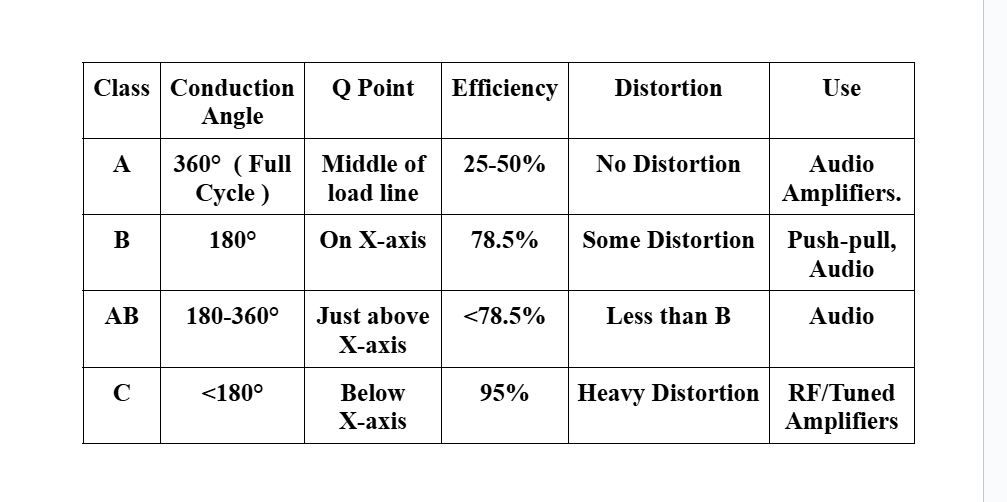 Class Conduction Angle Q Point Efficiency Distortion Use
A 360° ( Full Cycle ) Middle of load line 25-50% No Distortion Audio Amplifiers.
B 180° On X-axis 78.5% Some Distortion Push-pull, Audio
AB 180-360° Just above X-axis <78.5% Less than B Audio
C <180° Below X-axis 95% Heavy Distortion RF/Tuned Amplifiers